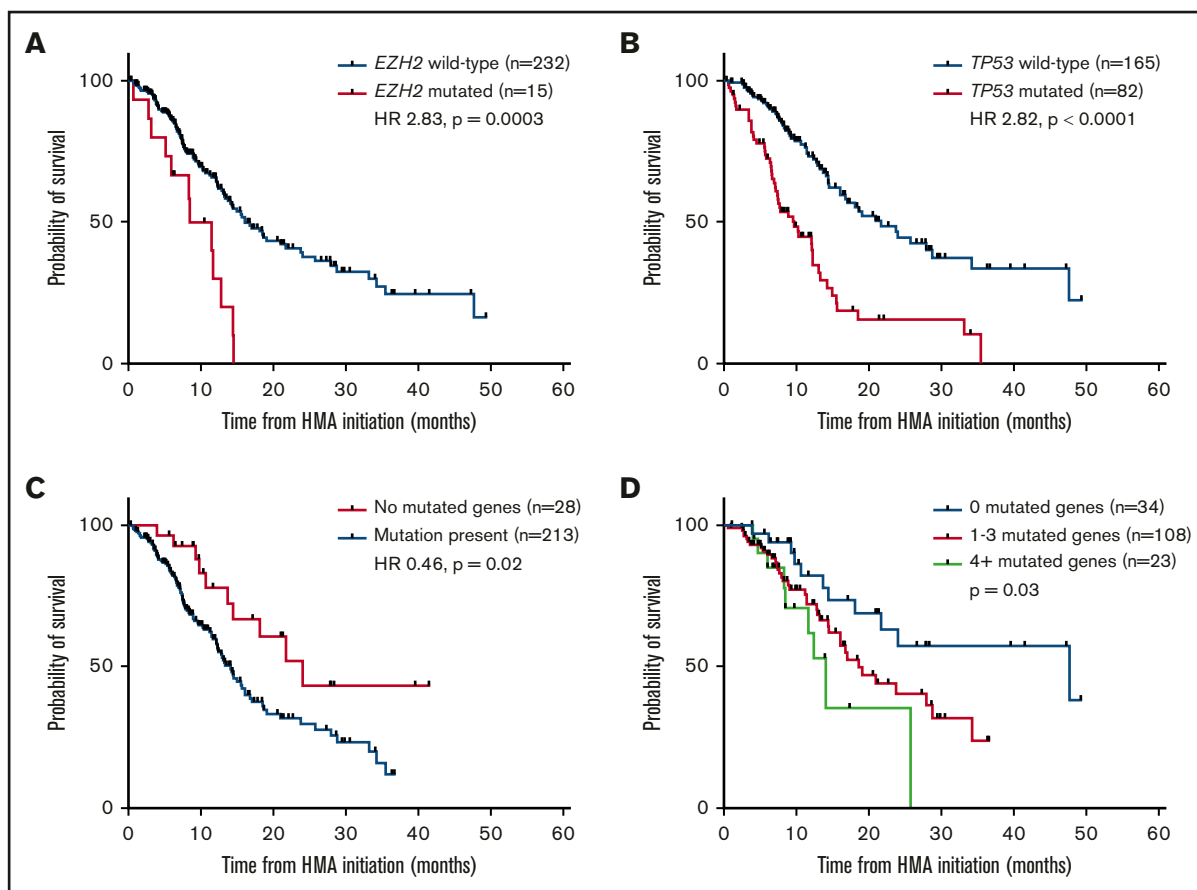 A
EZH2 wild-type (n=232)
EZH2 mutated (n=15)
HR 2.83, p = 0.0003
100
50
0
Probability of survival
0 10 20 30 40 50 60
Time from HMA initiation (months)
B
TP53 wild-type (n=165)
TP53 mutated (n=82)
HR 2.82, p < 0.0001
100
50
0
Probability of survival
0 10 20 30 40 50 60
Time from HMA initiation (months)
C
No mutated genes (n=28)
Mutation present (n=213)
HR 0.46, p = 0.02
100
50
0
Probability of survival
0 10 20 30 40 50 60
Time from HMA initiation (months)
D
0 mutated genes (n=34)
1-3 mutated genes (n=108)
4+ mutated genes (n=23)
p = 0.03
100
50
0
Probability of survival
0 10 20 30 40 50 60
Time from HMA initiation (months)